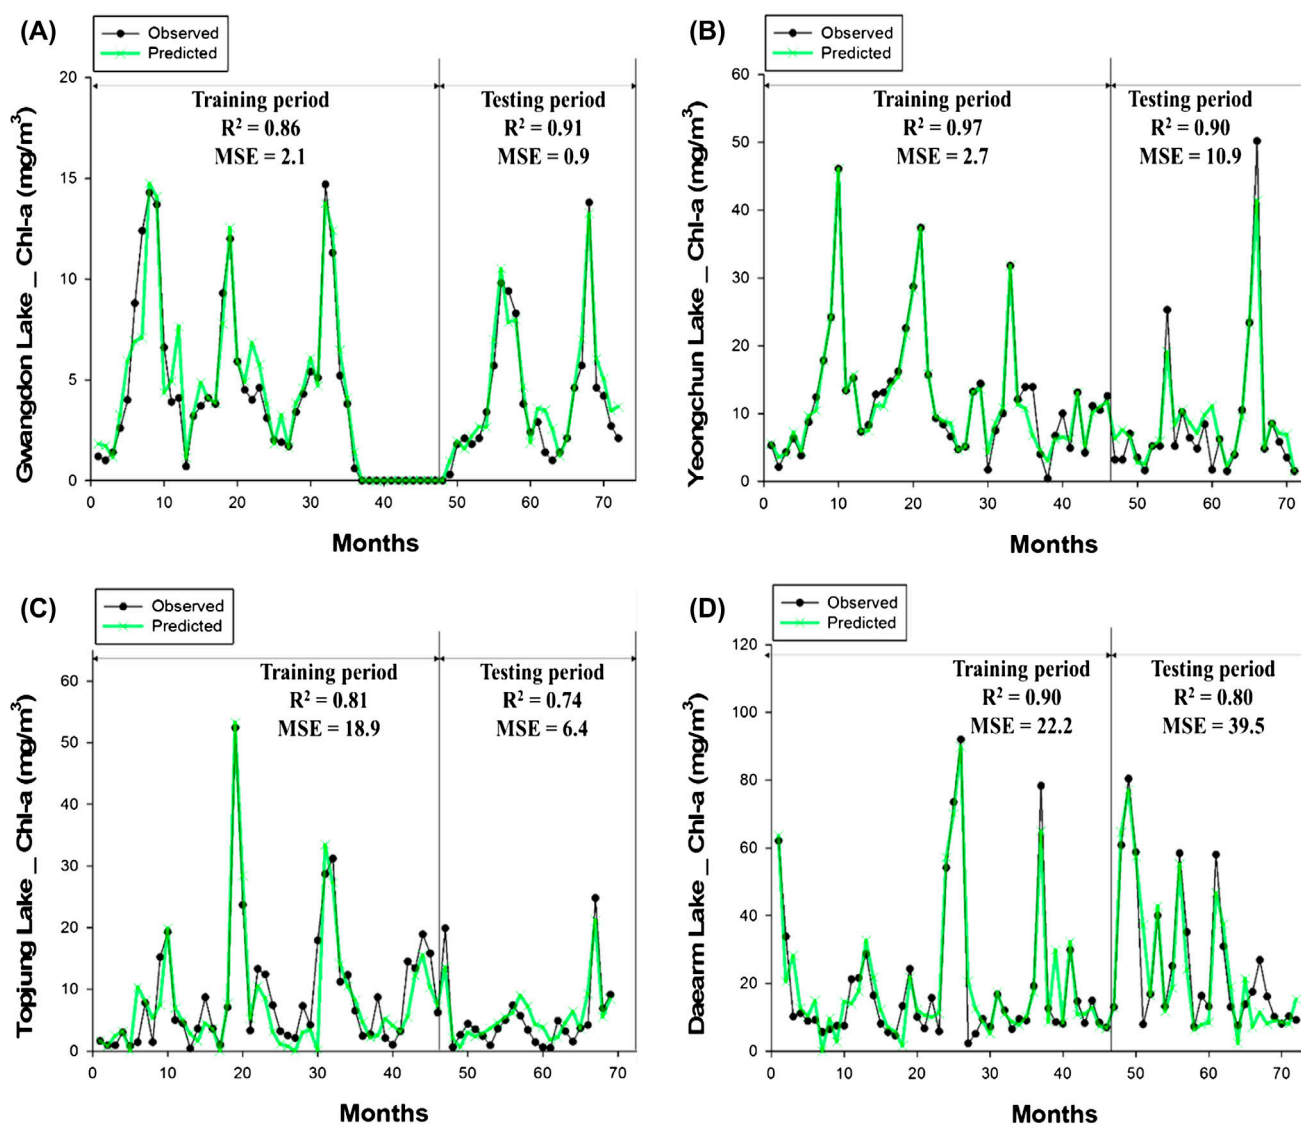 (A)
Observed
Predicted
20
15
10
5
0
Gwangdon Lake _ Chl-a (mg/m³)
Training period
R² = 0.86
MSE = 2.1
Testing period
R² = 0.91
MSE = 0.9
0 10 20 30 40 50 60 70
Months
(B)
Observed
Predicted
60
50
40
30
20
10
0
Yeongchun Lake _ Chl-a (mg/m³)
Training period
R² = 0.97
MSE = 2.7
Testing period
R² = 0.90
MSE = 10.9
0 10 20 30 40 50 60 70
Months
(C)
Observed
Predicted
60
50
40
30
20
10
0
Topjung Lake _ Chl-a (mg/m³)
Training period
R² = 0.81
MSE = 18.9
Testing period
R² = 0.74
MSE = 6.4
0 10 20 30 40 50 60 70
Months
(D)
Observed
Predicted
120
100
80
60
40
20
0
Daearm Lake _ Chl-a (mg/m³)
Training period
R² = 0.90
MSE = 22.2
Testing period
R² = 0.80
MSE = 39.5
0 10 20 30 40 50 60 70
Months